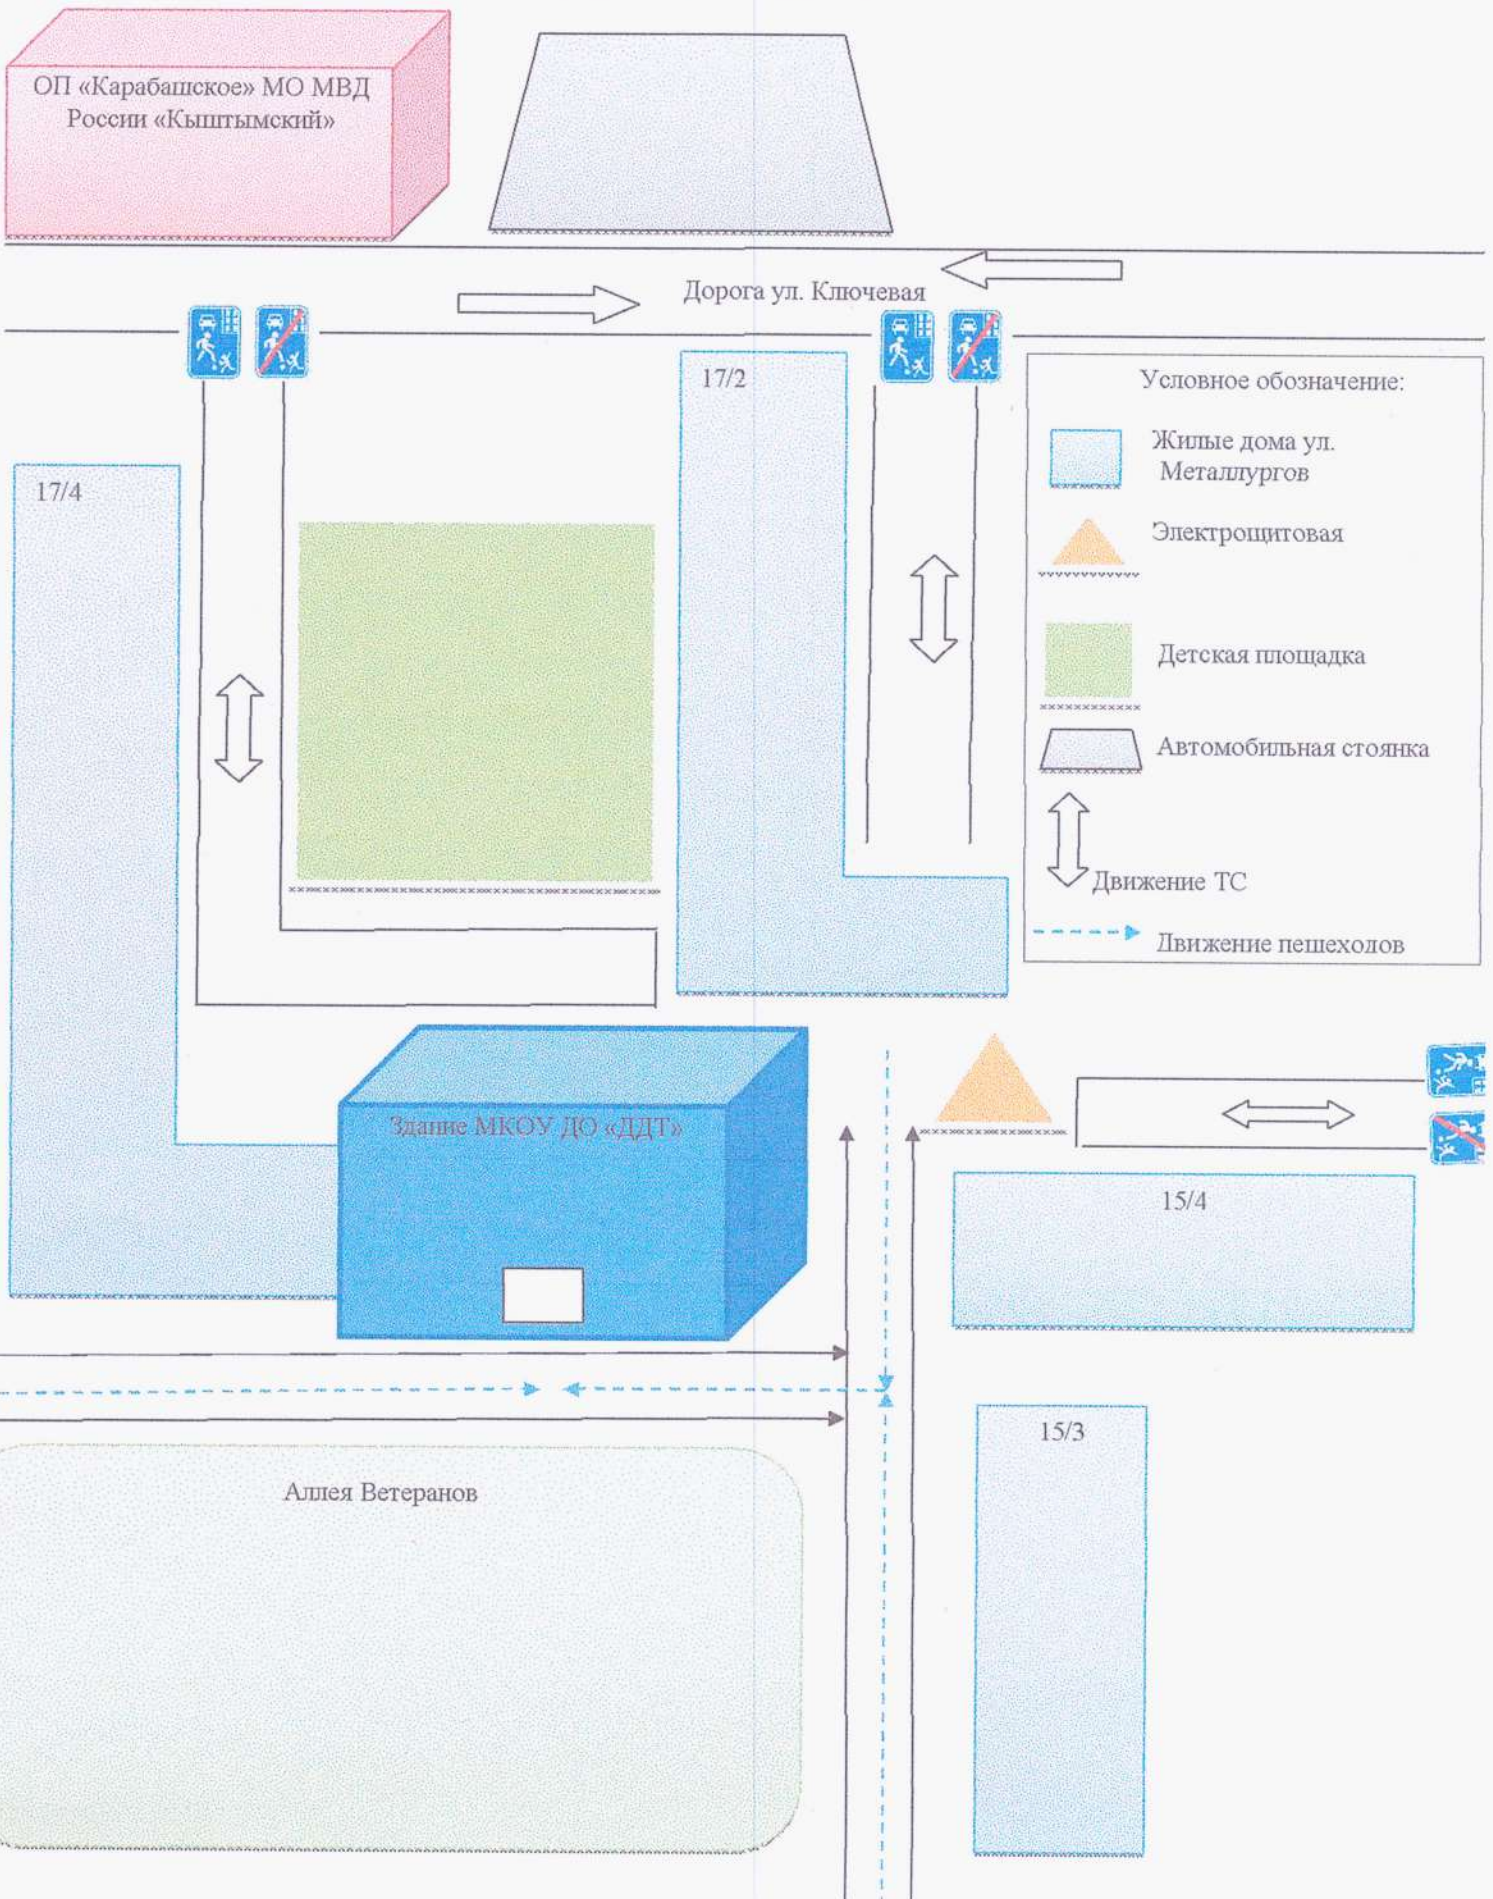 ОП «Карабашское» МО МВД
России «Кыштымский»
Дорога ул. Ключевая
17/2
17/4
Условное обозначение:
Жилые дома ул.
Металлургов
Электрощитовая
Детская площадка
Автомобильная стоянка
Движение ТС
Движение пешеходов
Здание МКОУ ДО «ДДТ»
15/4
15/3
Аллея Ветеранов